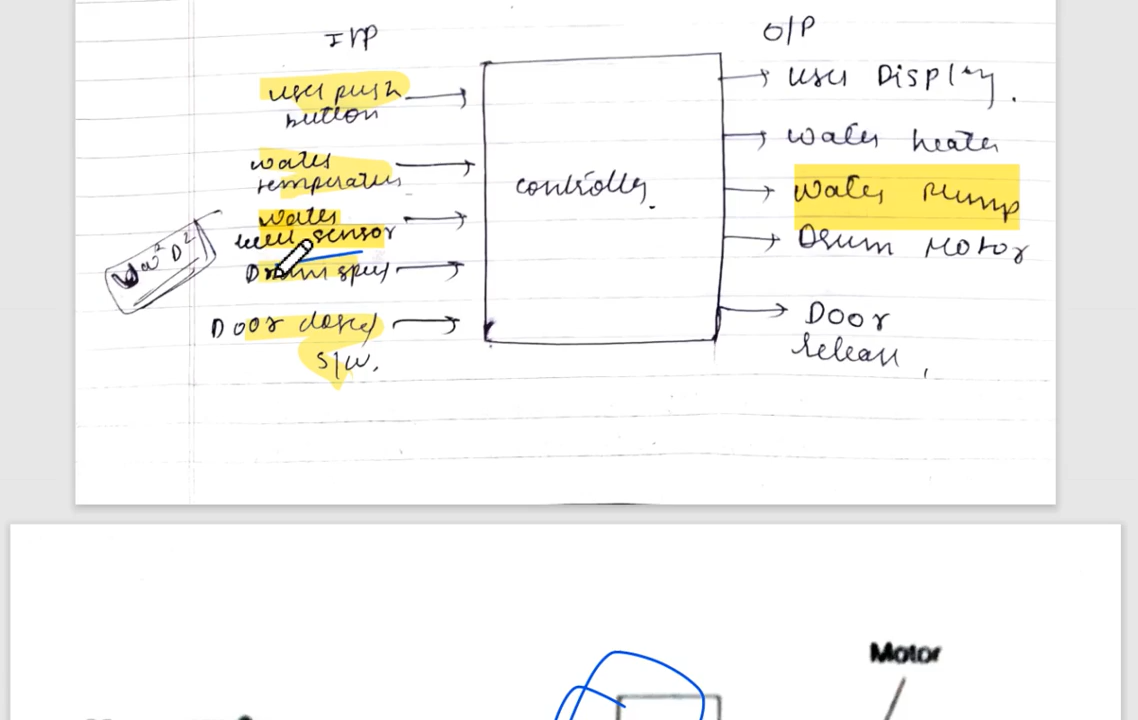 I/P
O/P
user push
button
water
temperature
water
level sensor
Drum speed
Door closed
S/W.
controller.
User Display.
Water heater
Water Pump
Drum Motor
Door
release
D²
Motor